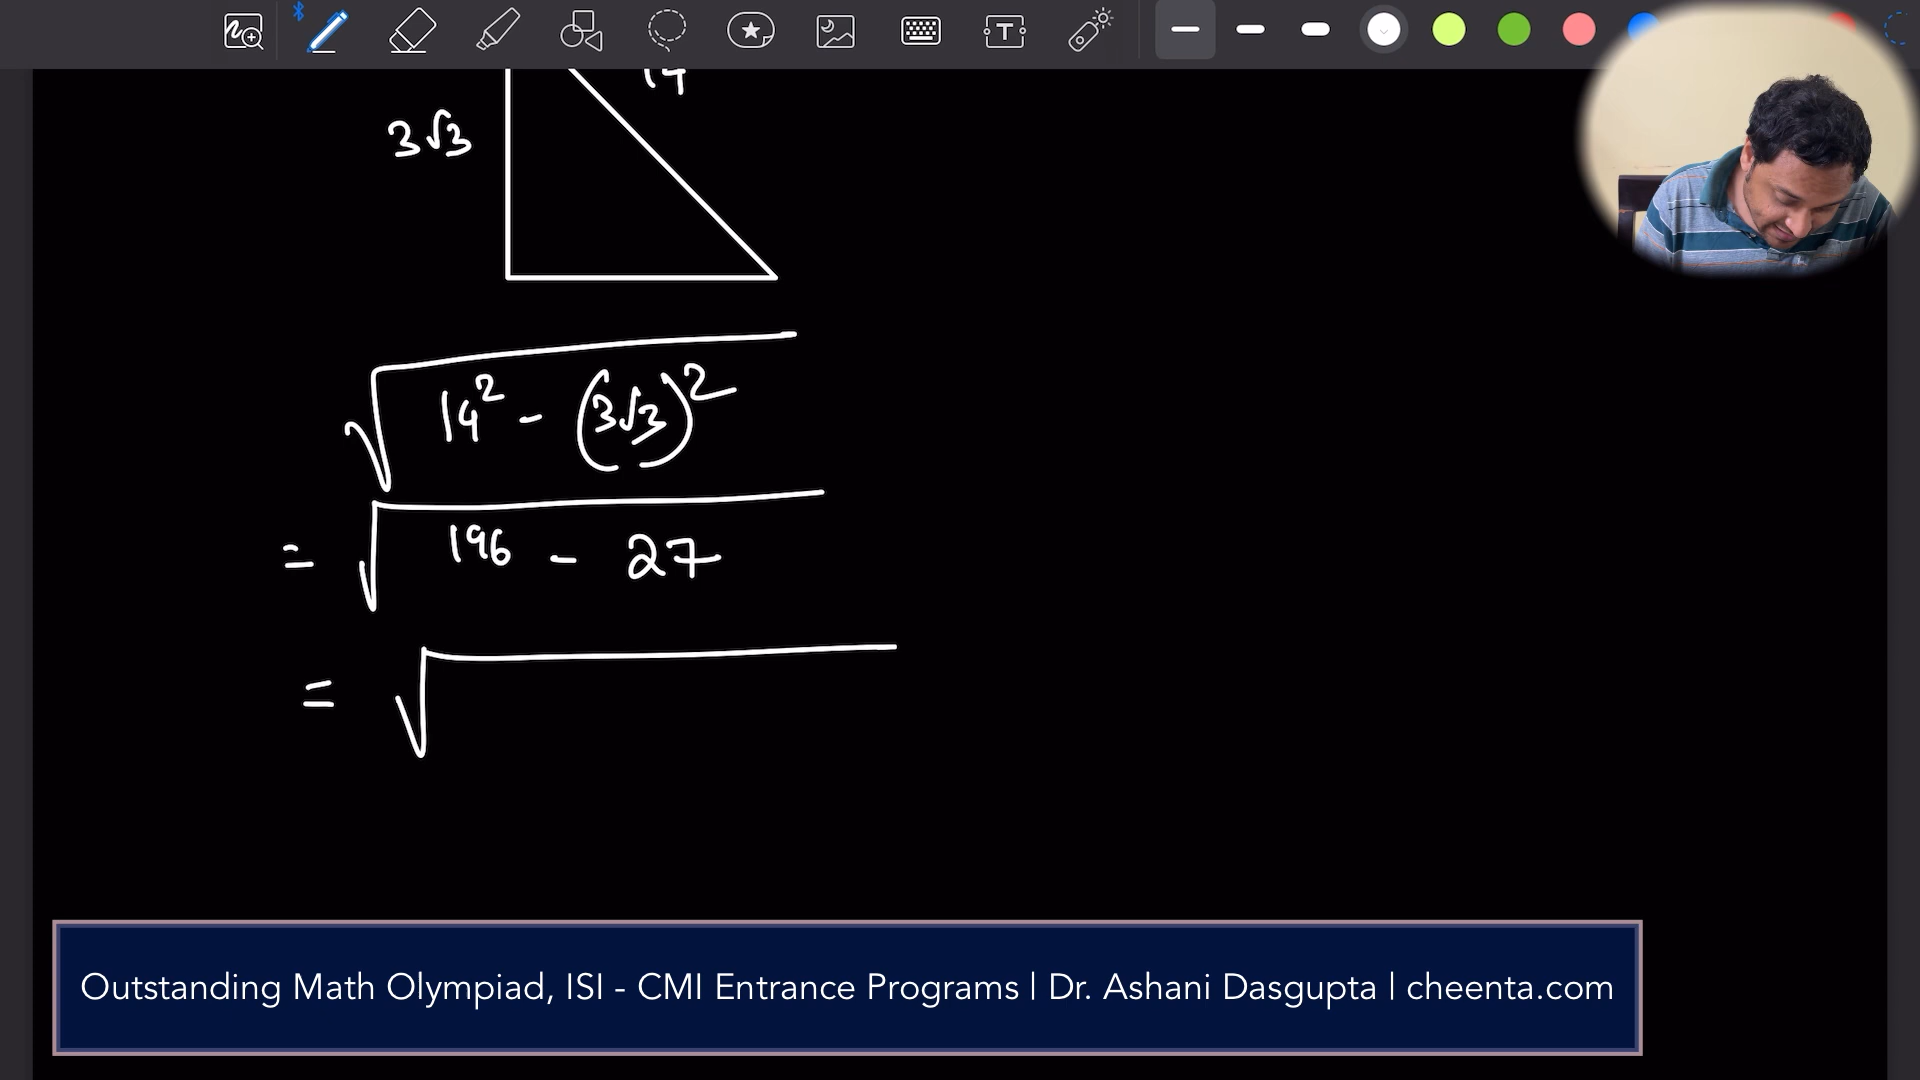 14
3√3
√(14² - (3√3)²)
= √(196 - 27)
= √
Outstanding Math Olympiad, ISI - CMI Entrance Programs | Dr. Ashani Dasgupta | cheenta.com